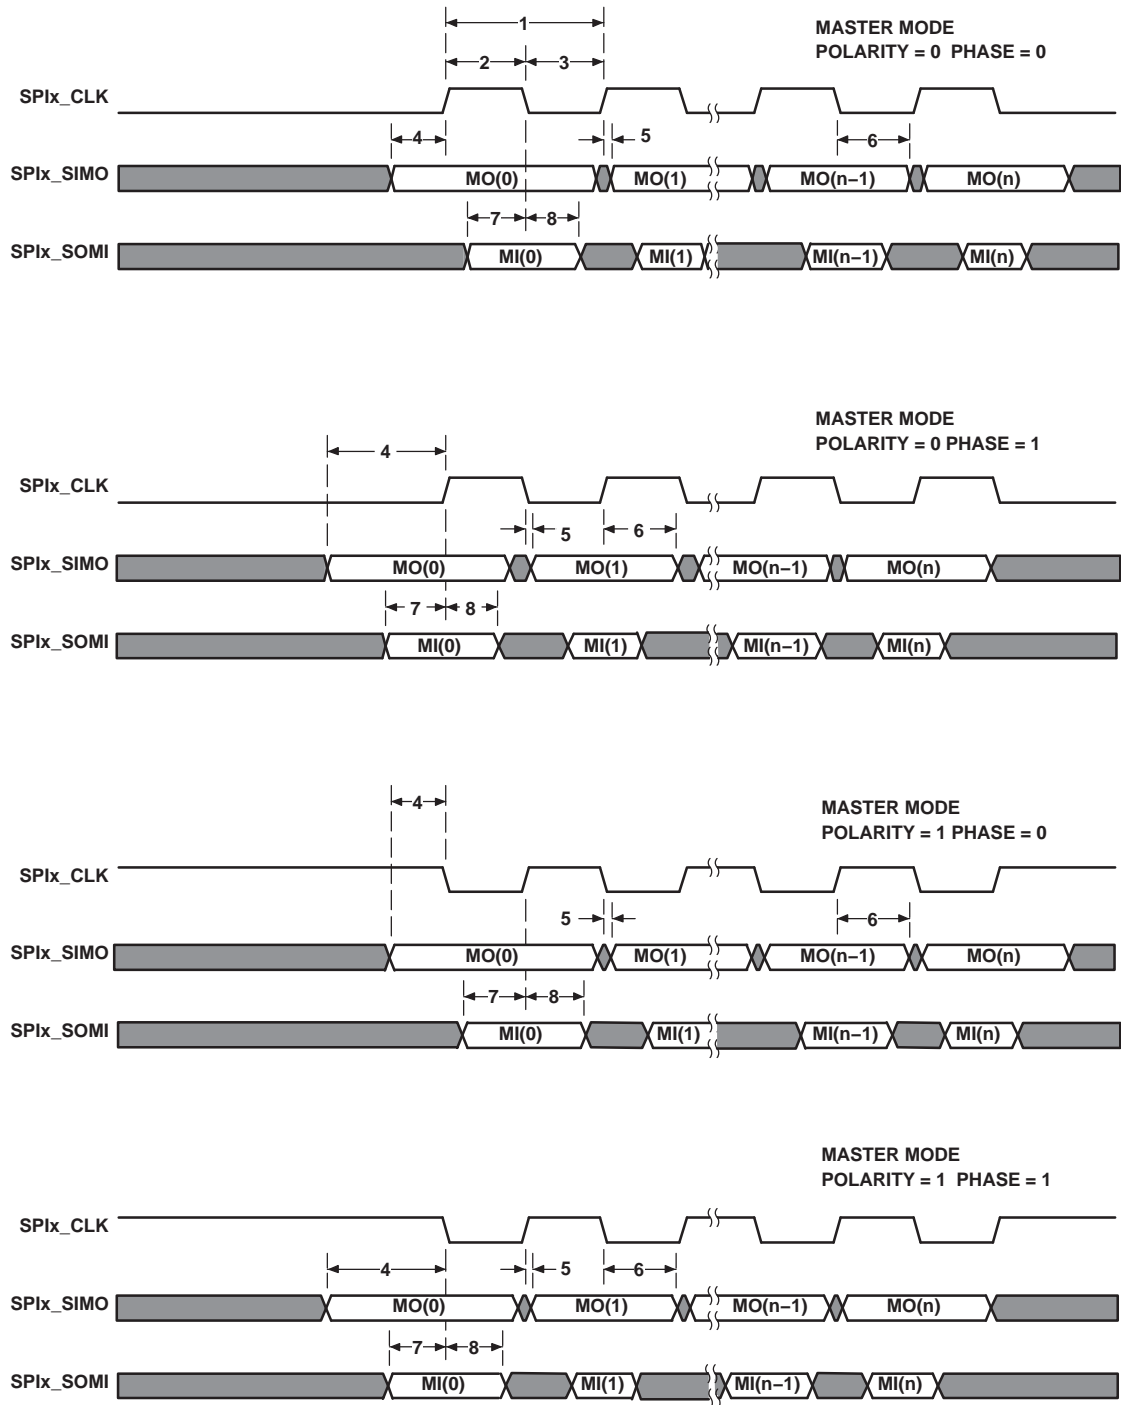 1
MASTER MODE
POLARITY = 0 PHASE = 0
2 3
SPIx_CLK
4 5 6
SPIx_SIMO MO(0) MO(1) MO(n−1) MO(n)
7 8
SPIx_SOMI MI(0) MI(1) MI(n−1) MI(n)
MASTER MODE
POLARITY = 0 PHASE = 1
4
SPIx_CLK
5 6
SPIx_SIMO MO(0) MO(1) MO(n−1) MO(n)
7 8
SPIx_SOMI MI(0) MI(1) MI(n−1) MI(n)
4
MASTER MODE
POLARITY = 1 PHASE = 0
SPIx_CLK
5 6
SPIx_SIMO MO(0) MO(1) MO(n−1) MO(n)
7 8
SPIx_SOMI MI(0) MI(1) MI(n−1) MI(n)
MASTER MODE
POLARITY = 1 PHASE = 1
SPIx_CLK
4 5 6
SPIx_SIMO MO(0) MO(1) MO(n−1) MO(n)
7 8
SPIx_SOMI MI(0) MI(1) MI(n−1) MI(n)